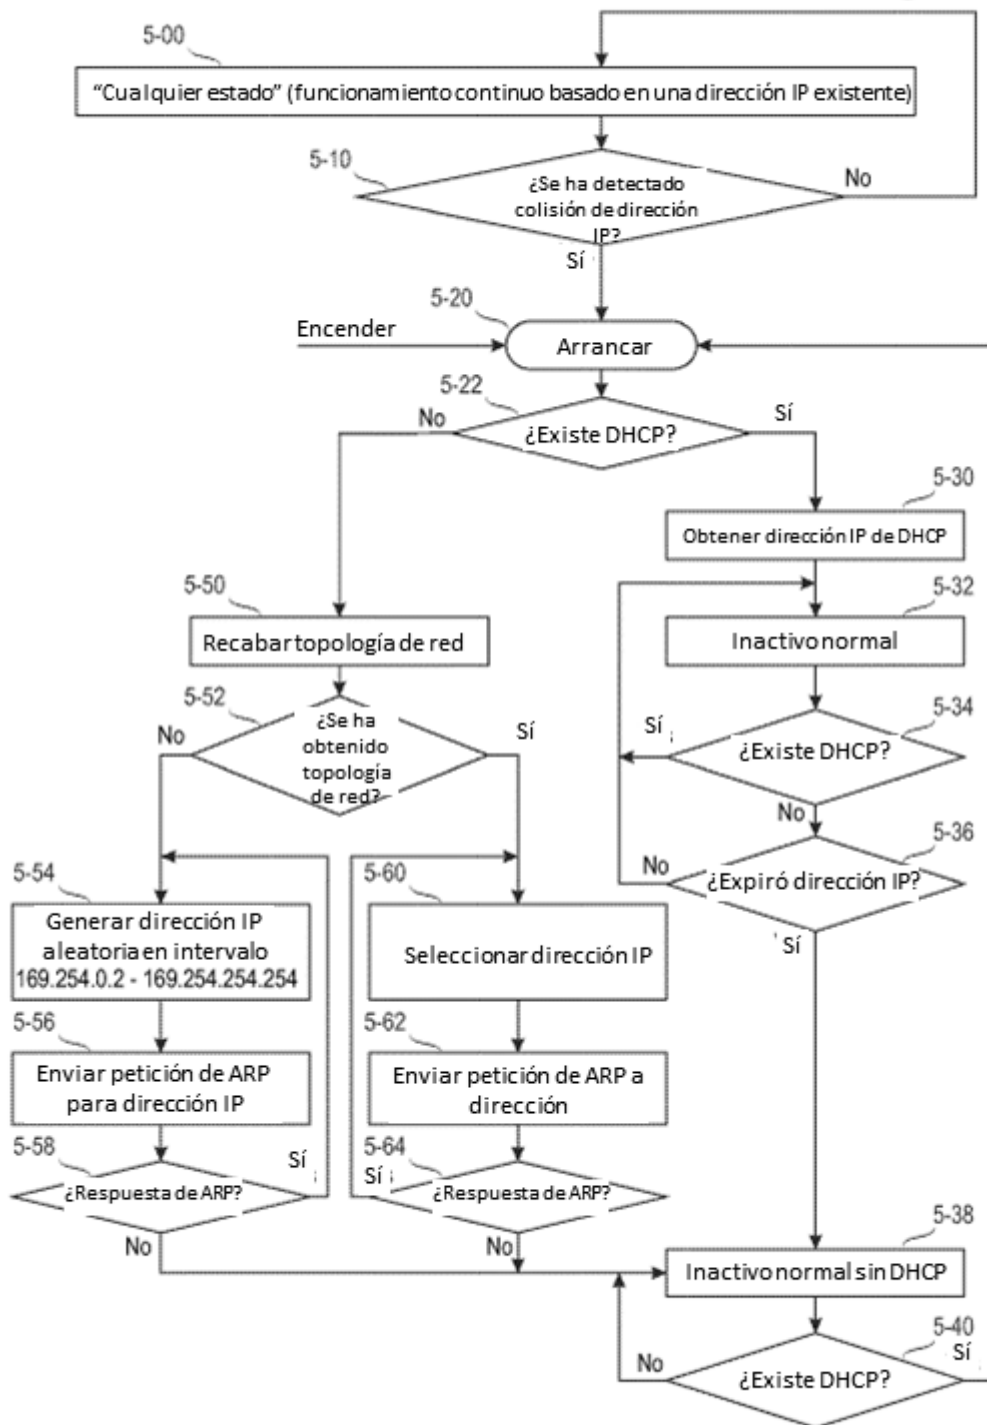 5-00
“Cualquier estado” (funcionamiento continuo basado en una dirección IP existente)
5-10
¿Se ha detectado
colisión de dirección
IP?
No
Sí
5-20
Encender
Arrancar
5-22
No
¿Existe DHCP?
Sí
5-30
Obtener dirección IP de DHCP
5-50
Recabar topología de red
5-32
Inactivo normal
5-52
No
¿Se ha
obtenido
topología
de red?
Sí
5-34
Sí
¿Existe DHCP?
No
5-36
No
¿Expiró dirección IP?
Sí
5-54
Generar dirección IP
aleatoria en intervalo
169.254.0.2 - 169.254.254.254
5-60
Seleccionar dirección IP
5-56
Enviar petición de ARP
para dirección IP
5-62
Enviar petición de ARP a
dirección
5-58
¿Respuesta de ARP?
Sí
No
5-64
Sí
¿Respuesta de ARP?
No
5-38
Inactivo normal sin DHCP
5-40
No
¿Existe DHCP?
Sí